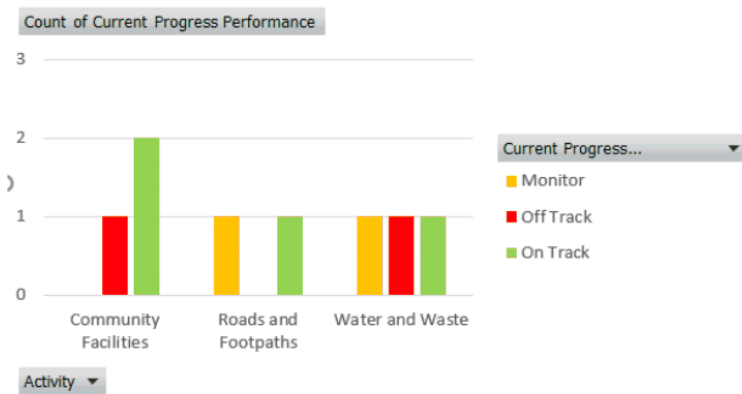 Count of Current Progress Performance
3
2
1
0
Community
Facilities
Roads and
Footpaths
Water and Waste
Current Progress...
Monitor
Off Track
On Track
Activity